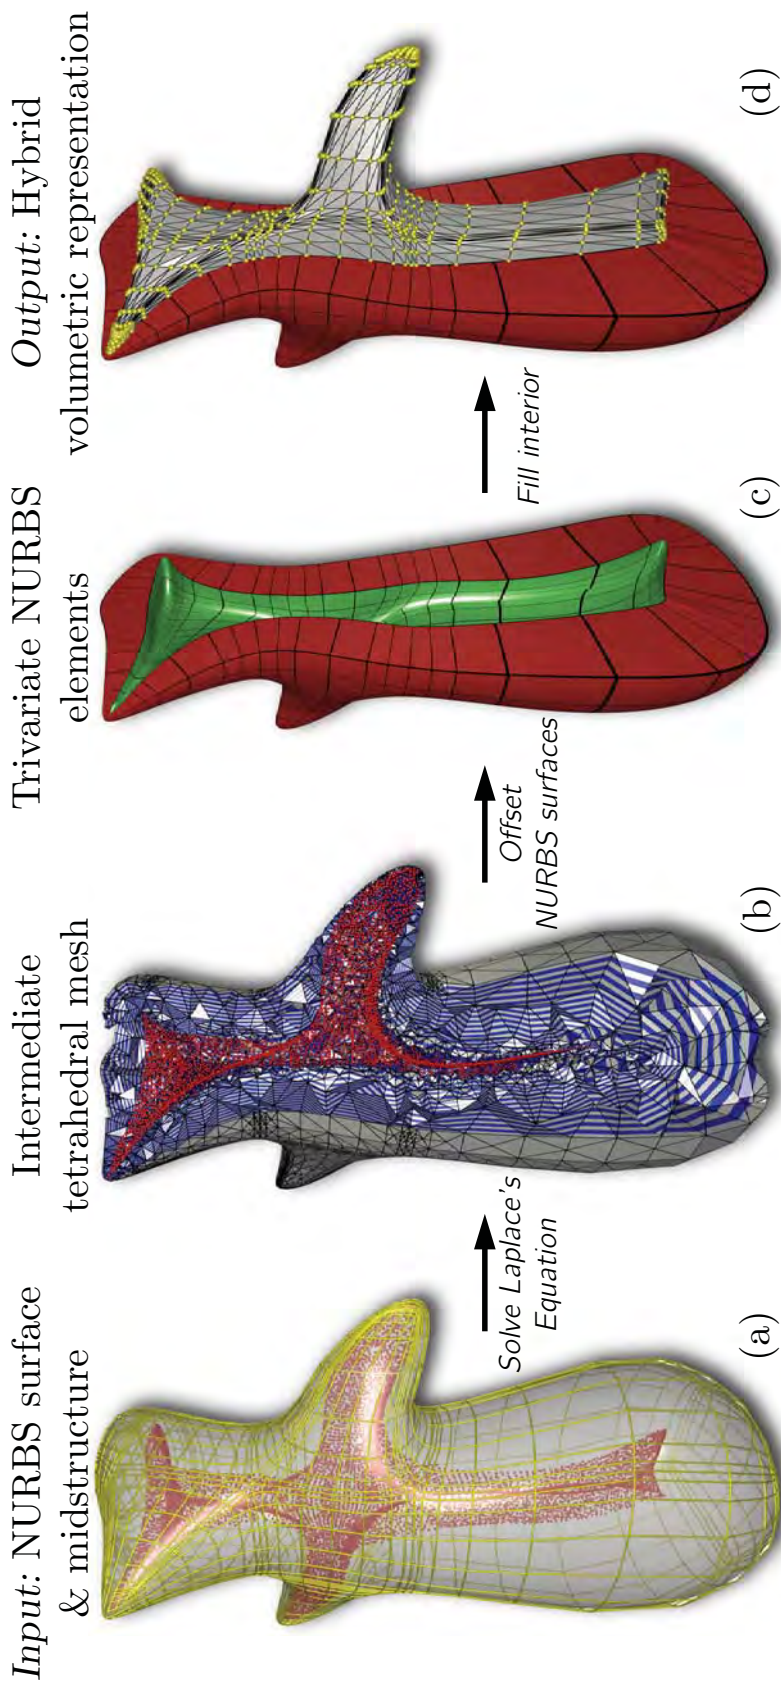 Input: NURBS surface
& midstructure
Intermediate
tetrahedral mesh
Trivariate NURBS
elements
Output: Hybrid
volumetric representation
Solve Laplace's
Equation
Offset
NURBS surfaces
Fill interior
(a)
(b)
(c)
(d)